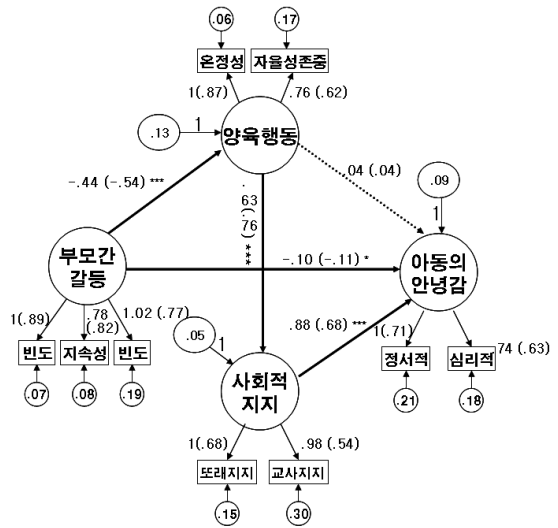 .06
.17
온정성
자율성존중
1(.87)
.76 (.62)
.13
1
양육행동
-.44 (-.54) ***
.63 (.76) ***
.04 (.04)
.09
1
부모간
갈등
-.10 (-.11) *
아동의
안녕감
1(.89)
.78
(.82)
1.02 (.77)
.05
1
.88 (.68) ***
1(.71)
.74 (.63)
빈도
지속성
빈도
정서적
심리적
.07
.08
.19
사회적
지지
.21
.18
1(.68)
.98 (.54)
또래지지
교사지지
.15
.30